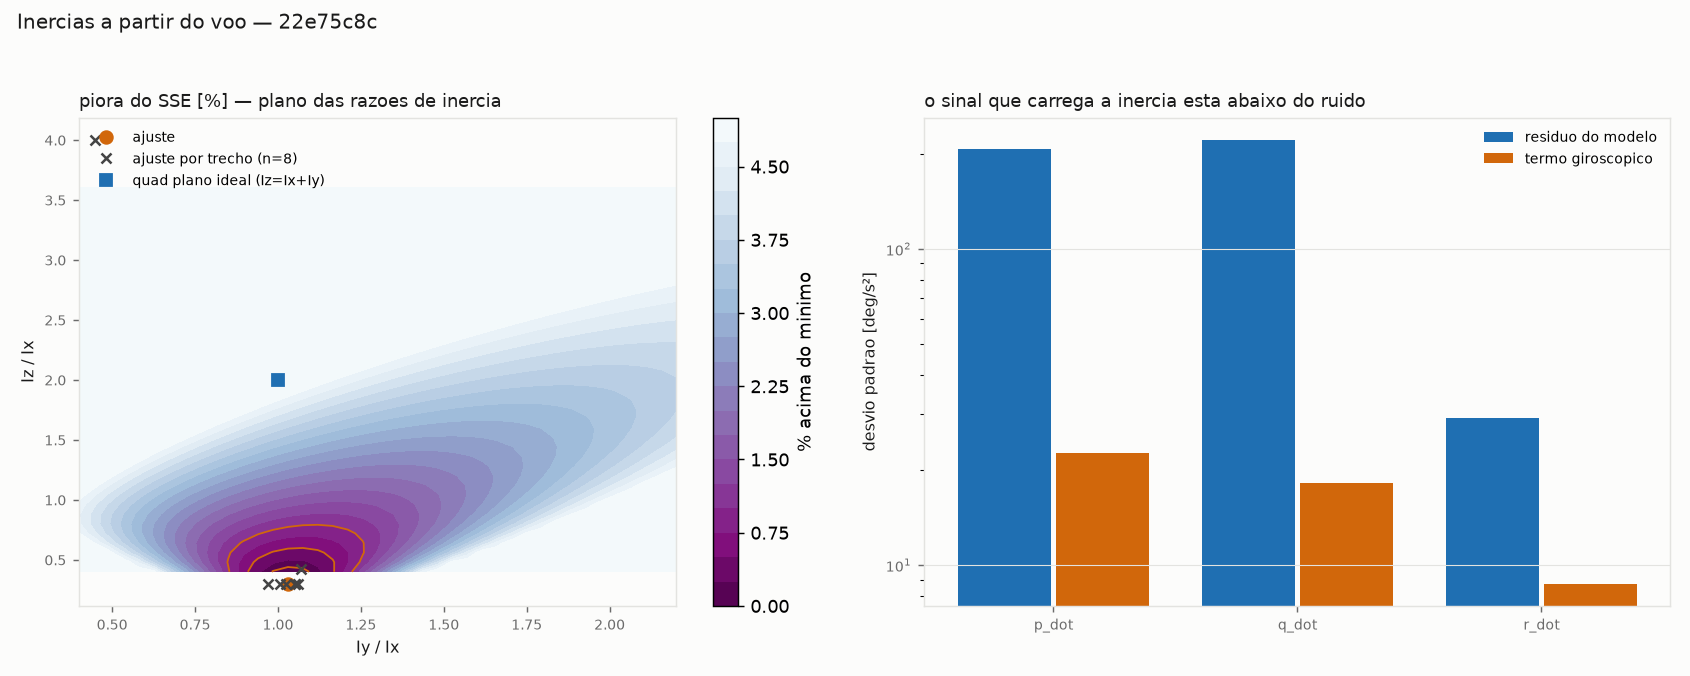 Inercias a partir do voo — 22e75c8c
piora do SSE [%] — plano das razoes de inercia
ajuste
ajuste por trecho (n=8)
quad plano ideal (Iz=Ix+Iy)
4.0
3.5
3.0
2.5
2.0
1.5
1.0
0.5
Iz / Ix
0.50
0.75
1.00
1.25
1.50
1.75
2.00
Iy / Ix
4.50
3.75
3.00
2.25
1.50
0.75
0.00
% acima do minimo
o sinal que carrega a inercia esta abaixo do ruido
residuo do modelo
termo giroscopico
10²
10¹
desvio padrao [deg/s²]
p_dot
q_dot
r_dot